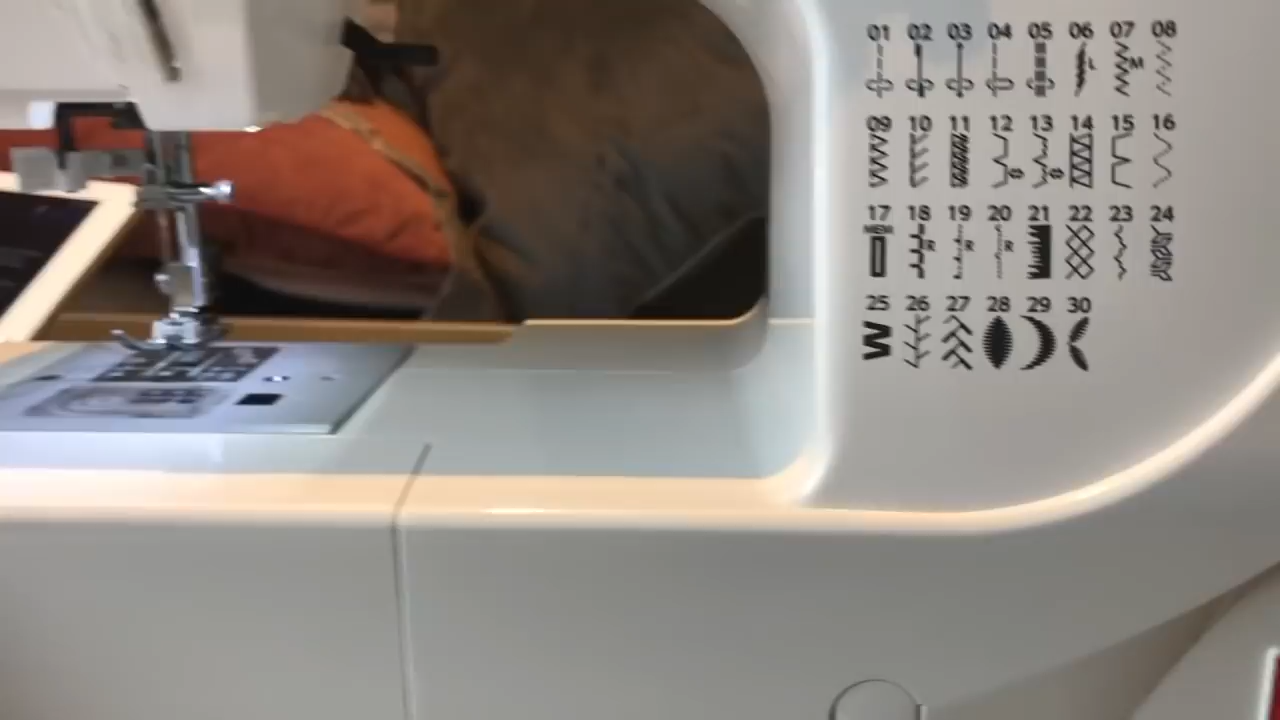 01 02 03 04 05 06 07 08
L M
09 10 11 12 13 14 15 16
17 18 19 20 21 22 23 24
MEM R R R
25 26 27 28 29 30